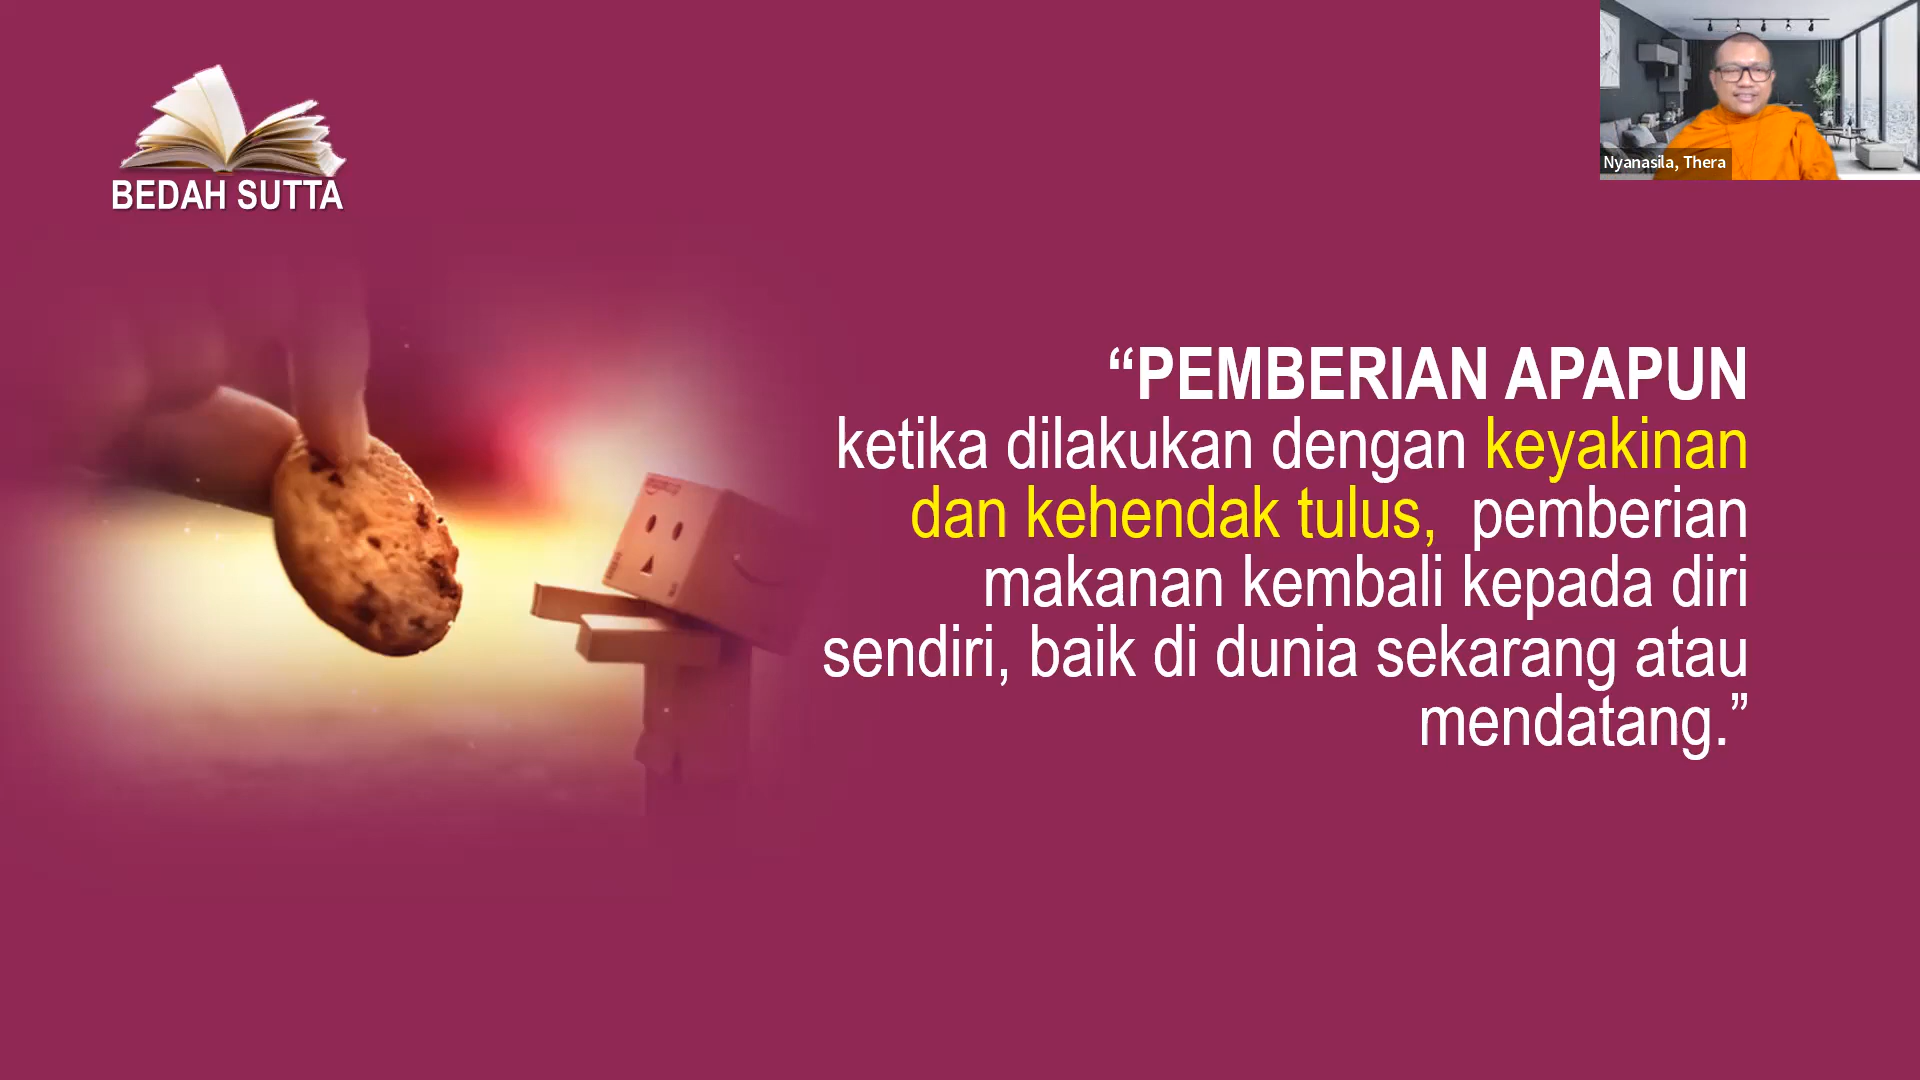 BEDAH SUTTA
Nyanasila, Thera
“PEMBERIAN APAPUN
ketika dilakukan dengan keyakinan
dan kehendak tulus, pemberian
makanan kembali kepada diri
sendiri, baik di dunia sekarang atau
mendatang.”